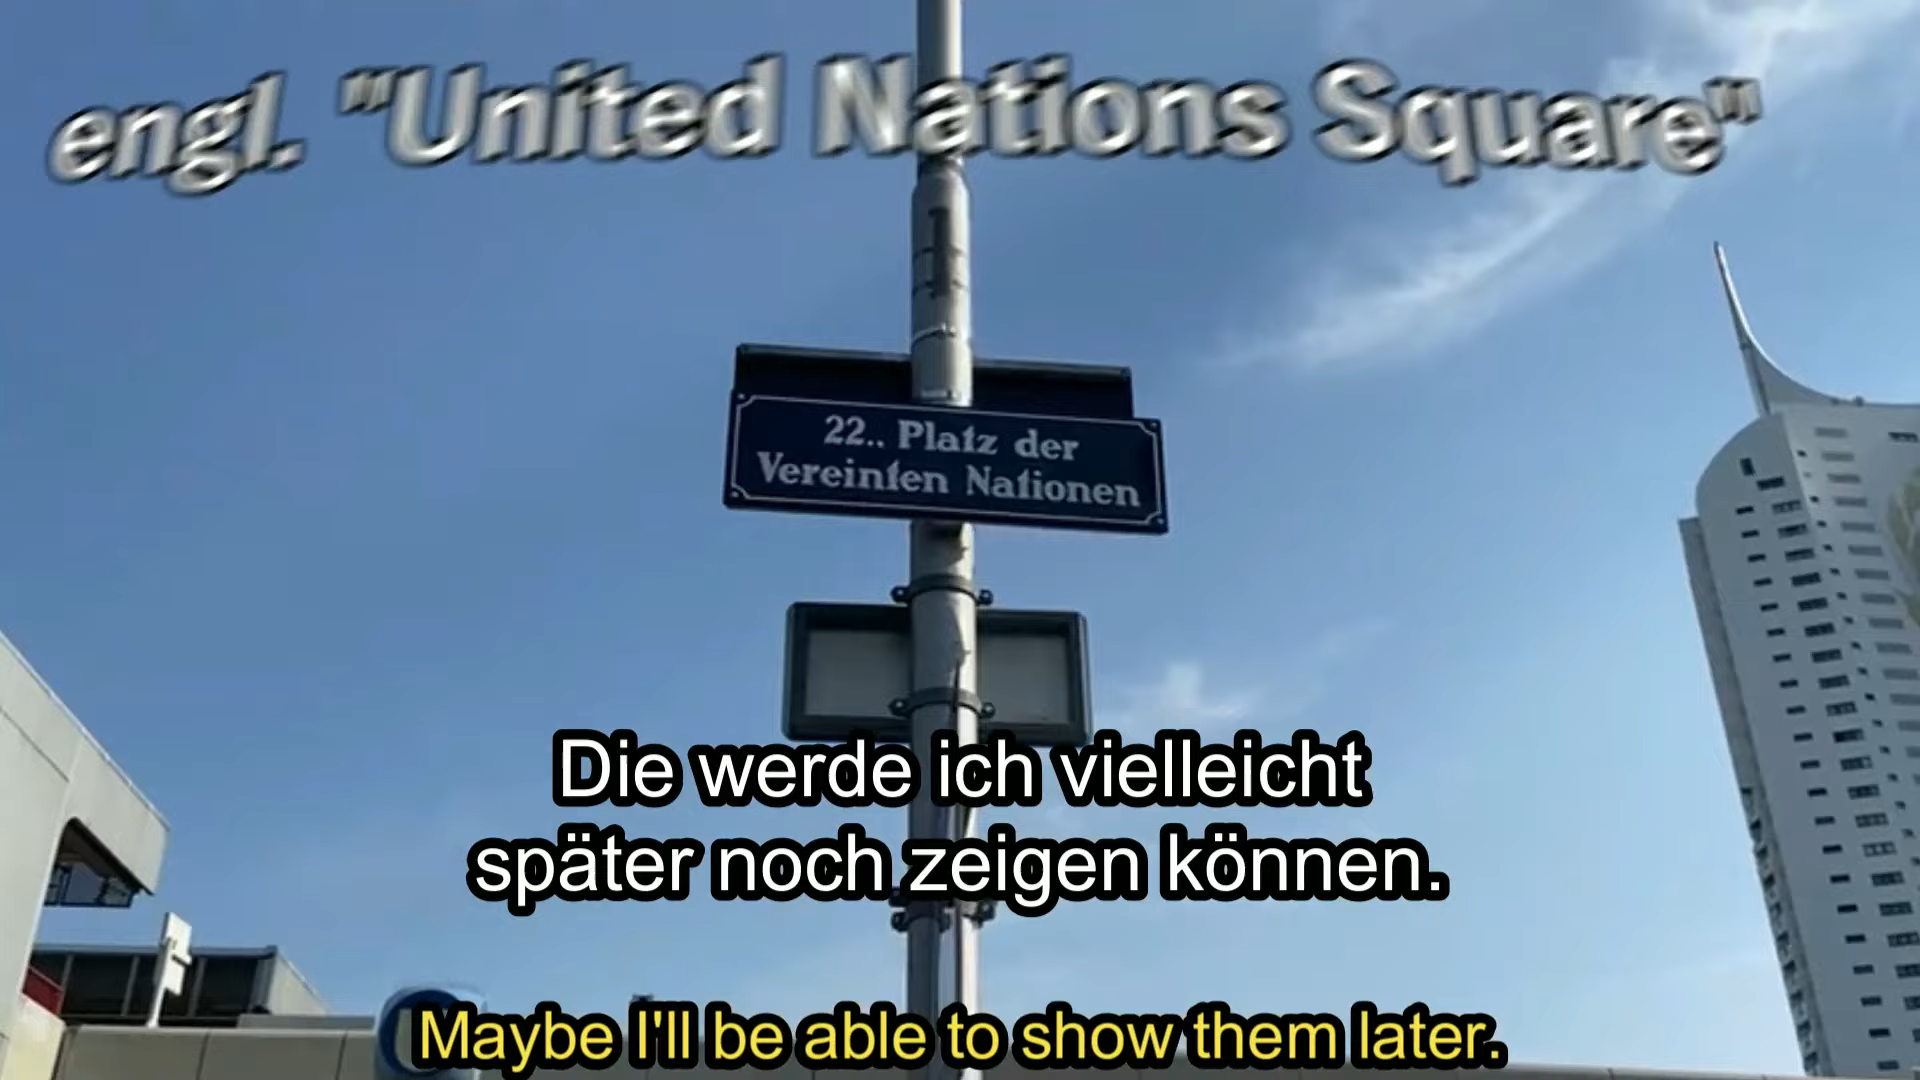 engl. "United Nations Square"
22.. Platz der
Vereinten Nationen
Die werde ich vielleicht
später noch zeigen können.
Maybe I'll be able to show them later.